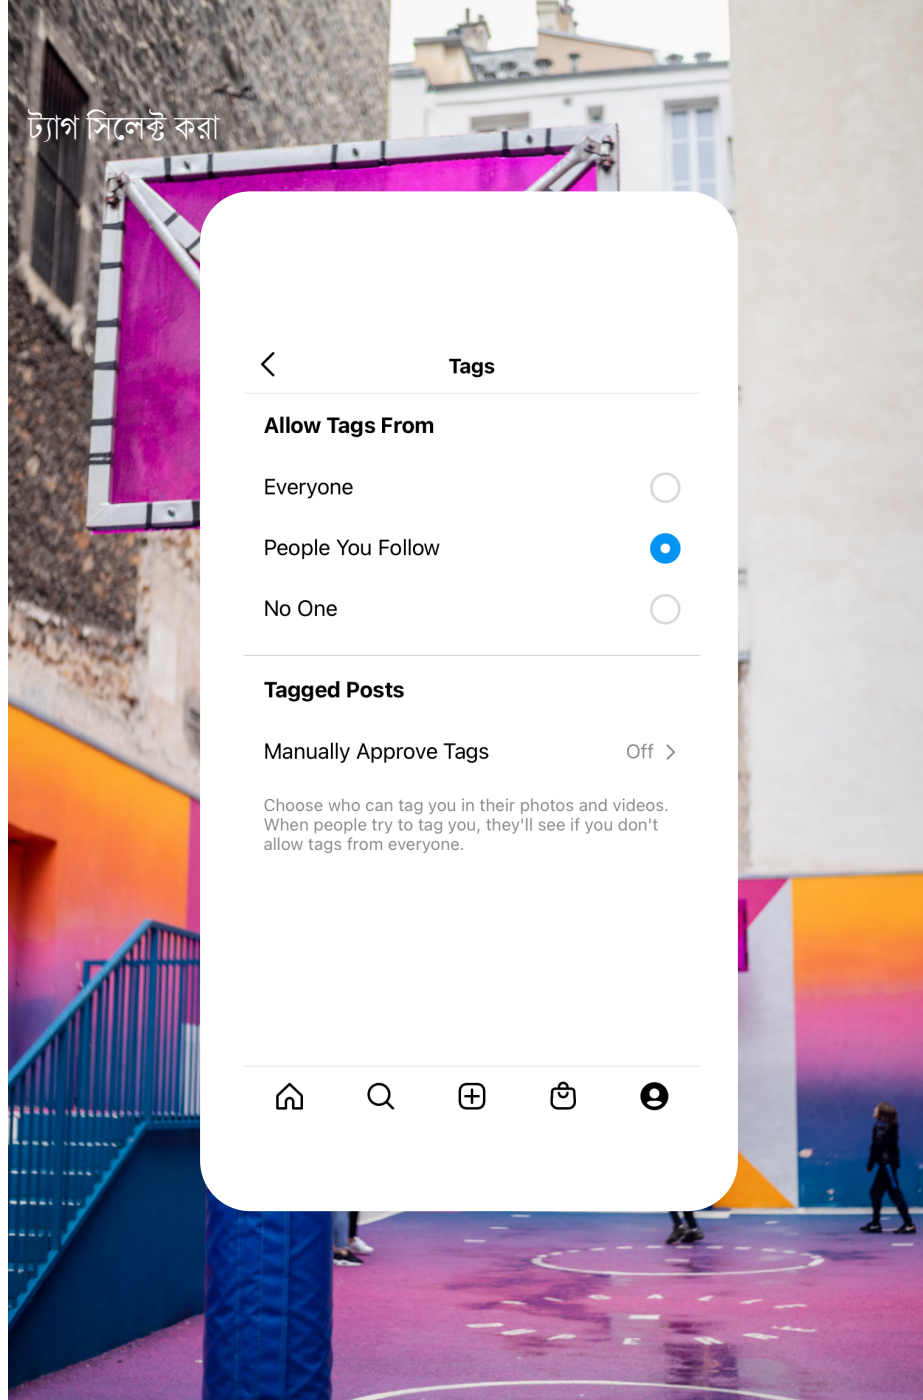 ট্যাগ সিলেক্ট করা
Tags
Allow Tags From
Everyone
People You Follow
No One
Tagged Posts
Manually Approve Tags Off
Choose who can tag you in their photos and videos.
When people try to tag you, they'll see if you don't
allow tags from everyone.